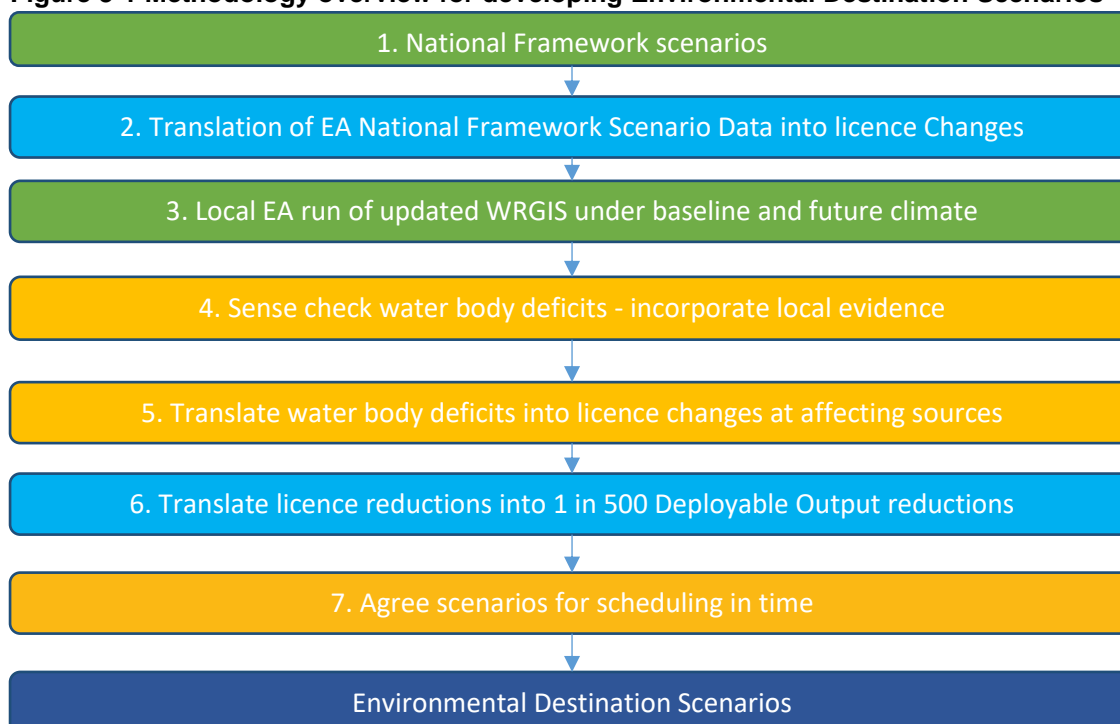 1. National Framework scenarios
2. Translation of EA National Framework Scenario Data into licence Changes
3. Local EA run of updated WRGIS under baseline and future climate
4. Sense check water body deficits - incorporate local evidence
5. Translate water body deficits into licence changes at affecting sources
6. Translate licence reductions into 1 in 500 Deployable Output reductions
7. Agree scenarios for scheduling in time
Environmental Destination Scenarios